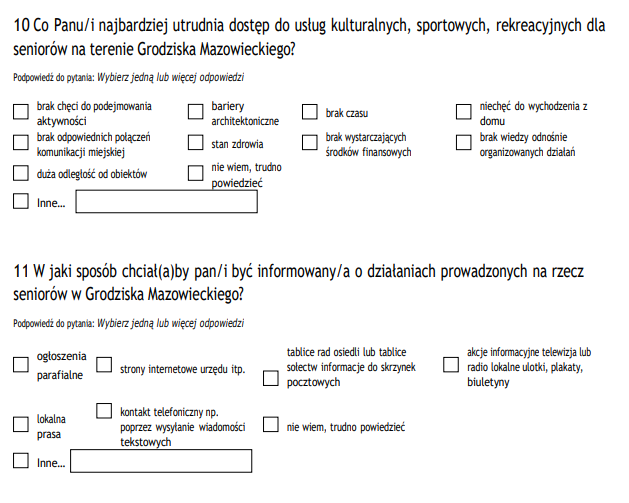 10 Co Panu/i najbardziej utrudnia dostęp do usług kulturalnych, sportowych, rekreacyjnych dla
seniorów na terenie Grodziska Mazowieckiego?
Podpowiedź do pytania: Wybierz jedną lub więcej odpowiedzi
brak chęci do podejmowania
aktywności
bariery
architektoniczne
brak czasu
niechęć do wychodzenia z
domu
brak odpowiednich połączeń
komunikacji miejskiej
stan zdrowia
brak wystarczających
środków finansowych
brak wiedzy odnośnie
organizowanych działań
duża odległość od obiektów
nie wiem, trudno
powiedzieć
Inne…
11 W jaki sposób chciał(a)by pan/i być informowany/a o działaniach prowadzonych na rzecz
seniorów w Grodziska Mazowieckiego?
Podpowiedź do pytania: Wybierz jedną lub więcej odpowiedzi
ogłoszenia
parafialne
strony internetowe urzędu itp.
tablice rad osiedli lub tablice
sołectw informacje do skrzynek
pocztowych
akcje informacyjne telewizja lub
radio lokalne ulotki, plakaty,
biuletyny
lokalna
prasa
kontakt telefoniczny np.
poprzez wysyłanie wiadomości
tekstowych
nie wiem, trudno powiedzieć
Inne…